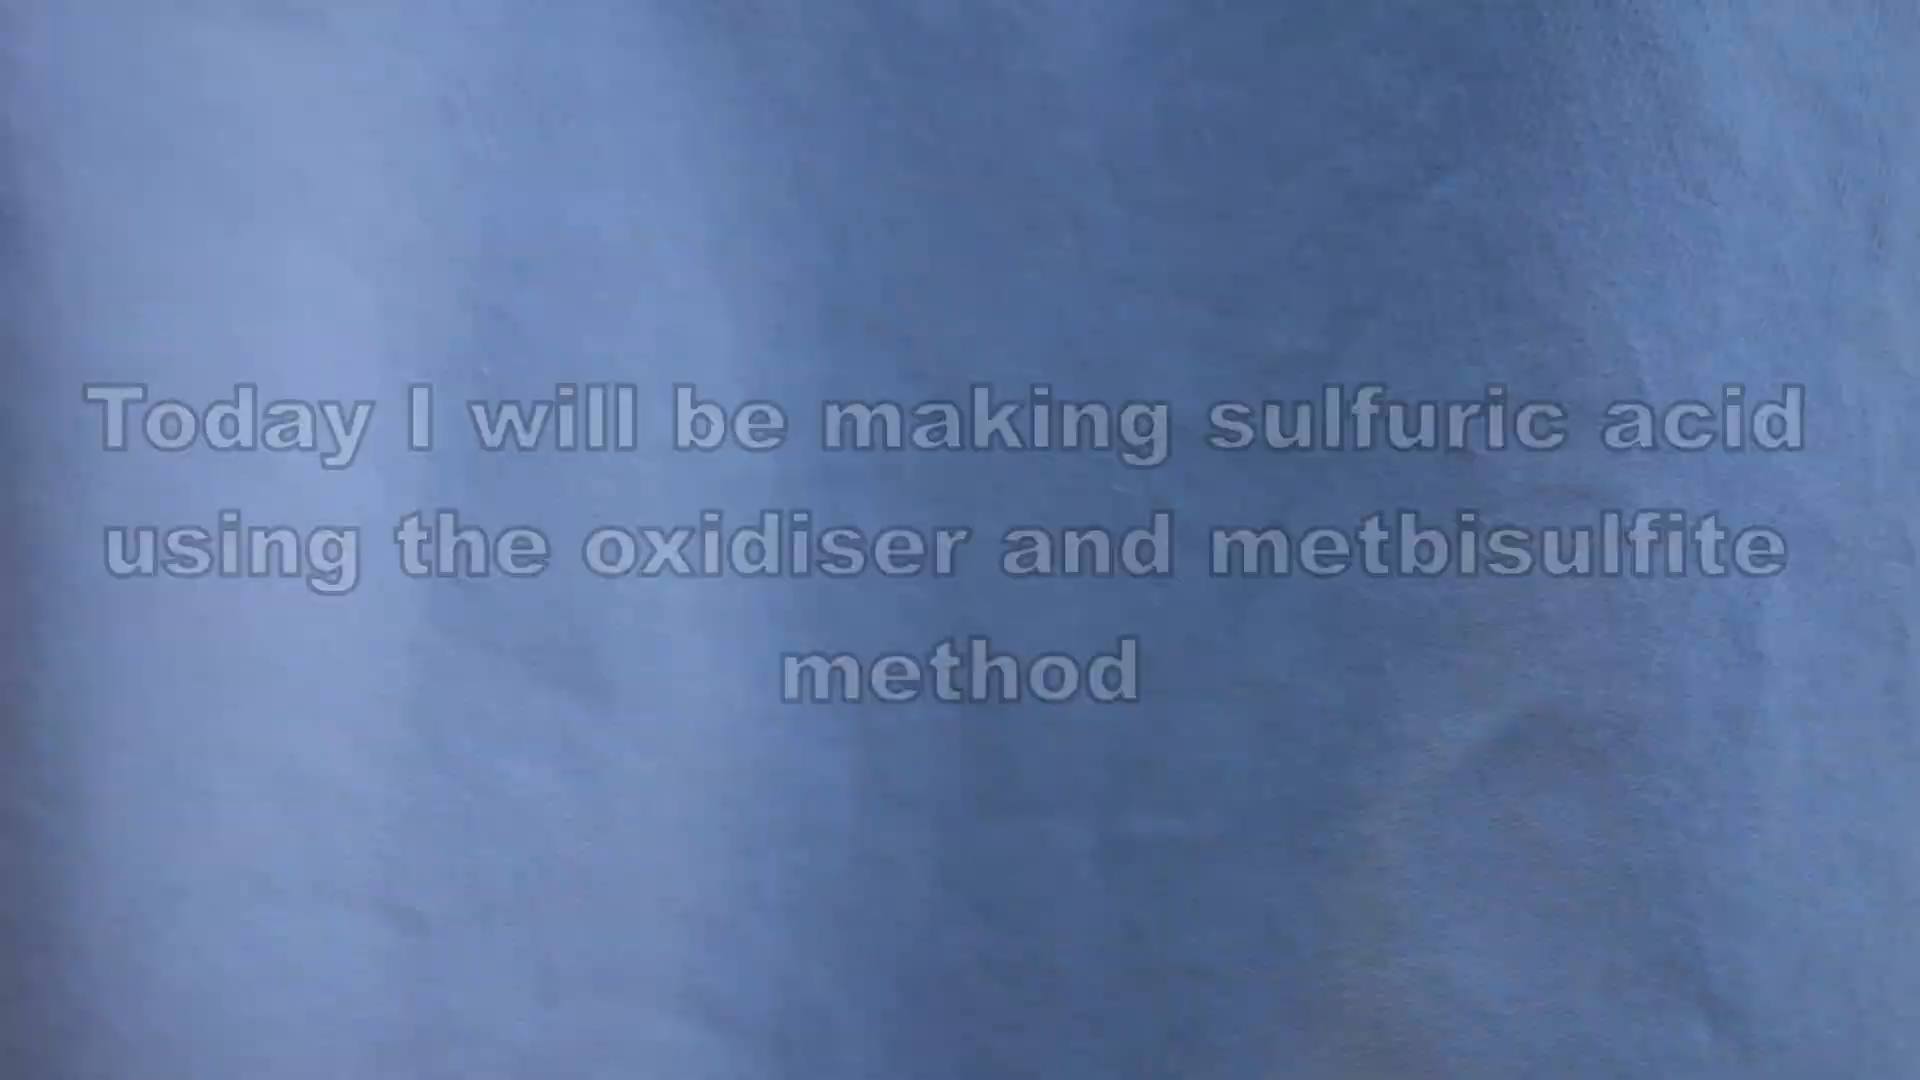 Today I will be making sulfuric acid
using the oxidiser and metbisulfite
method